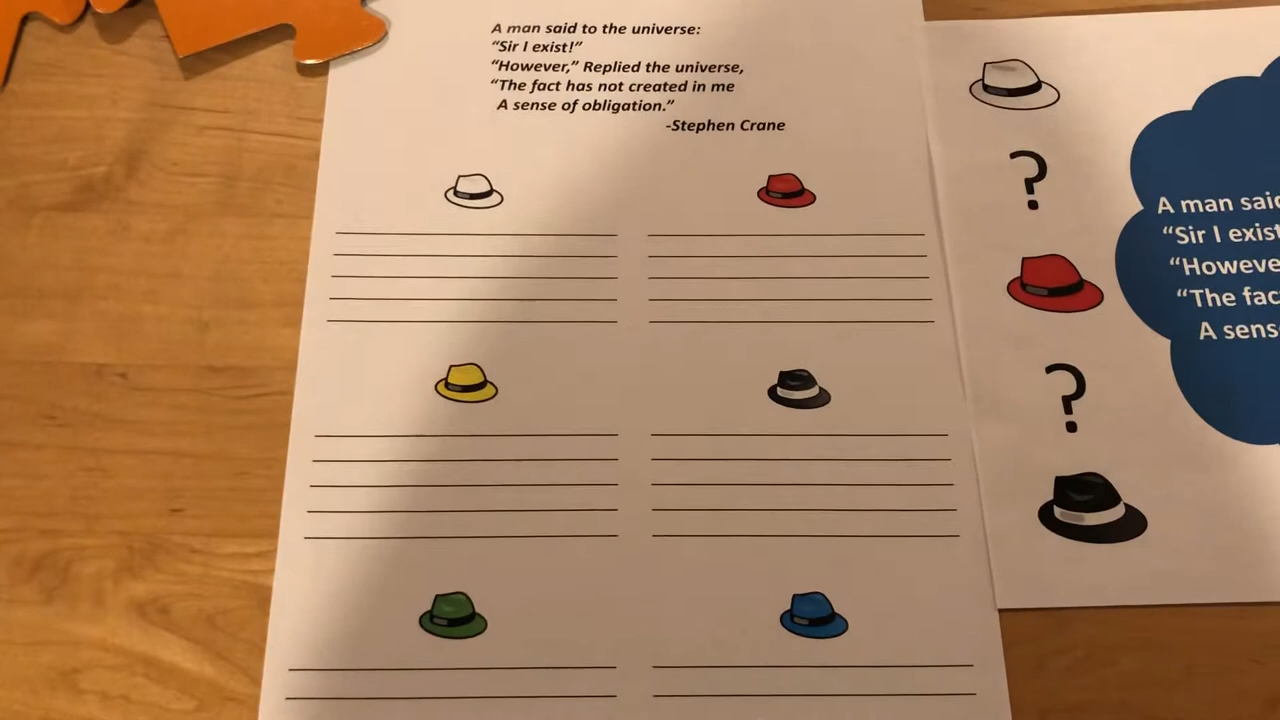 A man said to the universe:
“Sir I exist!”
“However,” Replied the universe,
“The fact has not created in me
A sense of obligation.”
-Stephen Crane
?
?
A man said
“Sir I exist
“Howeve
“The fac
A sens